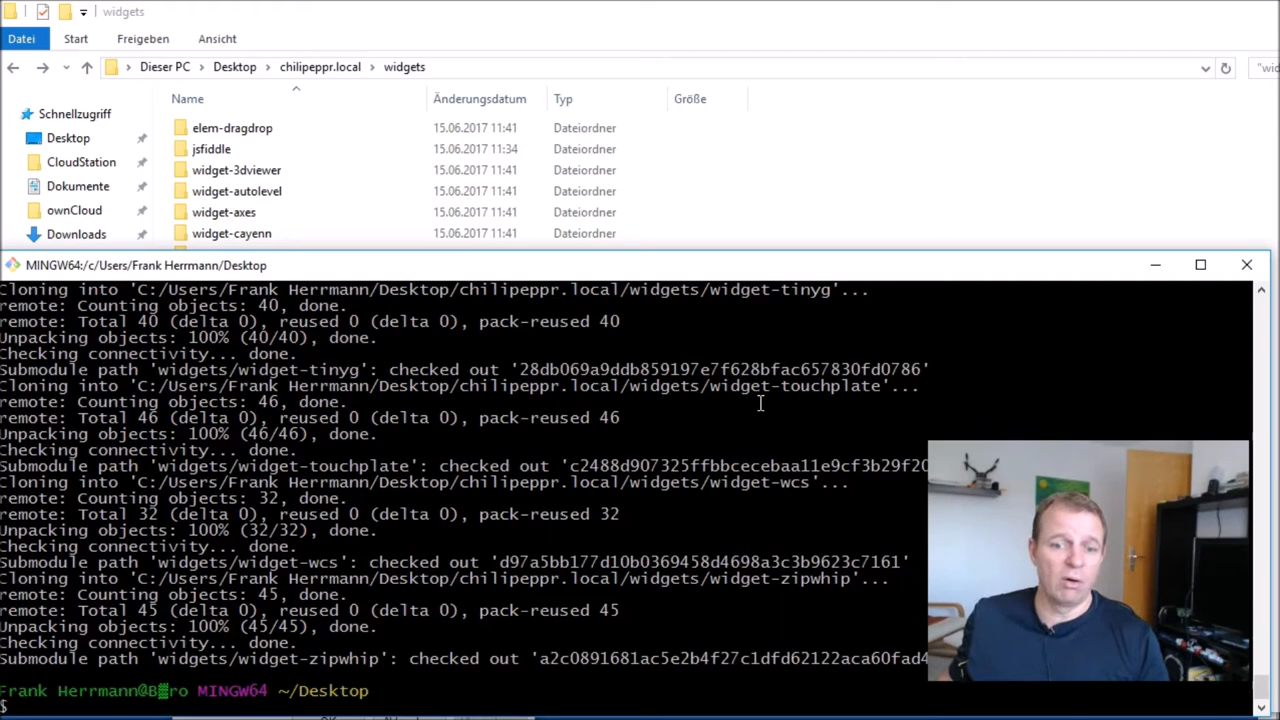 widgets
Datei Start Freigeben Ansicht
Dieser PC Desktop chilipeppr.local widgets
Name Änderungsdatum Typ Größe
Schnellzugriff
Desktop
CloudStation
Dokumente
ownCloud
Downloads
elem-dragdrop 15.06.2017 11:41 Dateiordner
jsfiddle 15.06.2017 11:34 Dateiordner
widget-3dviewer 15.06.2017 11:41 Dateiordner
widget-autolevel 15.06.2017 11:41 Dateiordner
widget-axes 15.06.2017 11:41 Dateiordner
widget-cayenn 15.06.2017 11:41 Dateiordner
MINGW64:/c/Users/Frank Herrmann/Desktop
Cloning into 'C:/Users/Frank Herrmann/Desktop/chilipeppr.local/widgets/widget-tinyg'...
remote: Counting objects: 40, done.
remote: Total 40 (delta 0), reused 0 (delta 0), pack-reused 40
Unpacking objects: 100% (40/40), done.
Checking connectivity... done.
Submodule path 'widgets/widget-tinyg': checked out '28db069a9ddb859197e7f628bfac657830fd0786'
Cloning into 'C:/Users/Frank Herrmann/Desktop/chilipeppr.local/widgets/widget-touchplate'...
remote: Counting objects: 46, done.
remote: Total 46 (delta 0), reused 0 (delta 0), pack-reused 46
Unpacking objects: 100% (46/46), done.
Checking connectivity... done.
Submodule path 'widgets/widget-touchplate': checked out 'c2488d907325ffbbcecebaa11e9cf3b29f20
Cloning into 'C:/Users/Frank Herrmann/Desktop/chilipeppr.local/widgets/widget-wcs'...
remote: Counting objects: 32, done.
remote: Total 32 (delta 0), reused 0 (delta 0), pack-reused 32
Unpacking objects: 100% (32/32), done.
Checking connectivity... done.
Submodule path 'widgets/widget-wcs': checked out 'd97a5bb177d10b0369458d4698a3c3b9623c7161'
Cloning into 'C:/Users/Frank Herrmann/Desktop/chilipeppr.local/widgets/widget-zipwhip'...
remote: Counting objects: 45, done.
remote: Total 45 (delta 0), reused 0 (delta 0), pack-reused 45
Unpacking objects: 100% (45/45), done.
Checking connectivity... done.
Submodule path 'widgets/widget-zipwhip': checked out 'a2c0891681ac5e2b4f27c1dfd62122aca60fad4
Frank Herrmann@B▒ro MINGW64 ~/Desktop
$